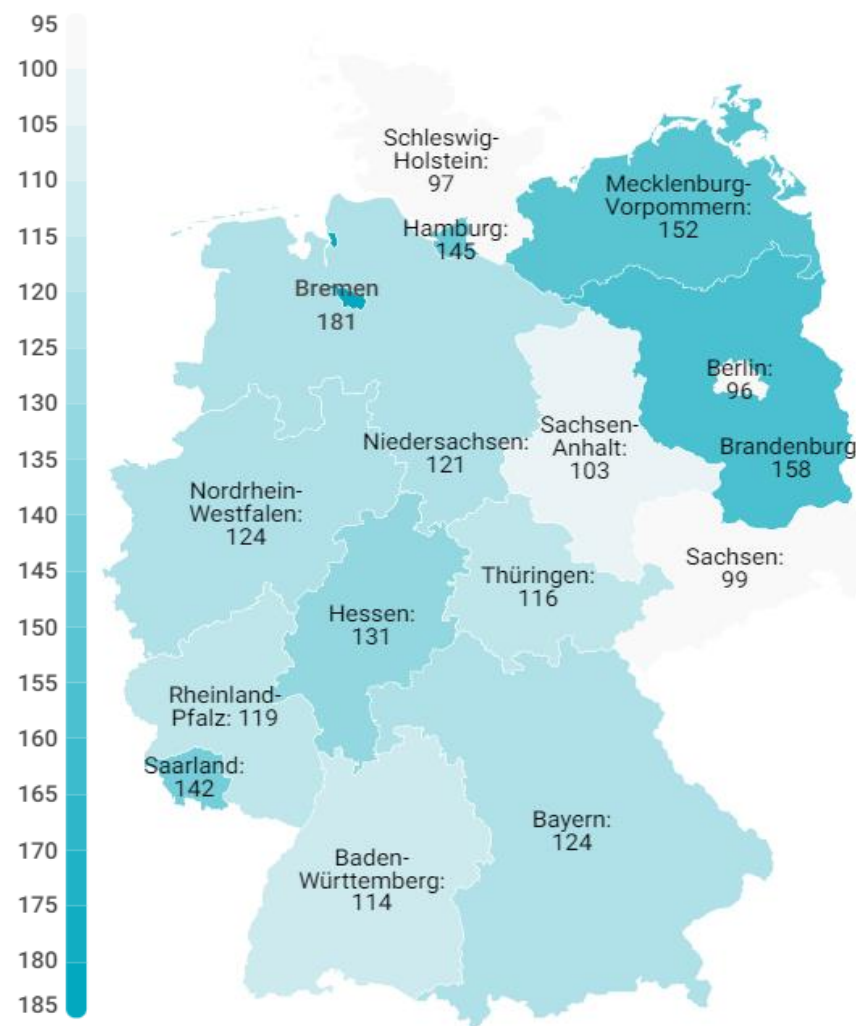 95
100
105
110
115
120
125
130
135
140
145
150
155
160
165
170
175
180
185
Schleswig-
Holstein:
97
Mecklenburg-
Vorpommern:
152
Hamburg:
145
Bremen
181
Berlin:
96
Niedersachsen:
121
Sachsen-
Anhalt:
103
Brandenburg
158
Nordrhein-
Westfalen:
124
Sachsen:
99
Thüringen:
116
Hessen:
131
Rheinland-
Pfalz: 119
Saarland:
142
Bayern:
124
Baden-
Württemberg:
114